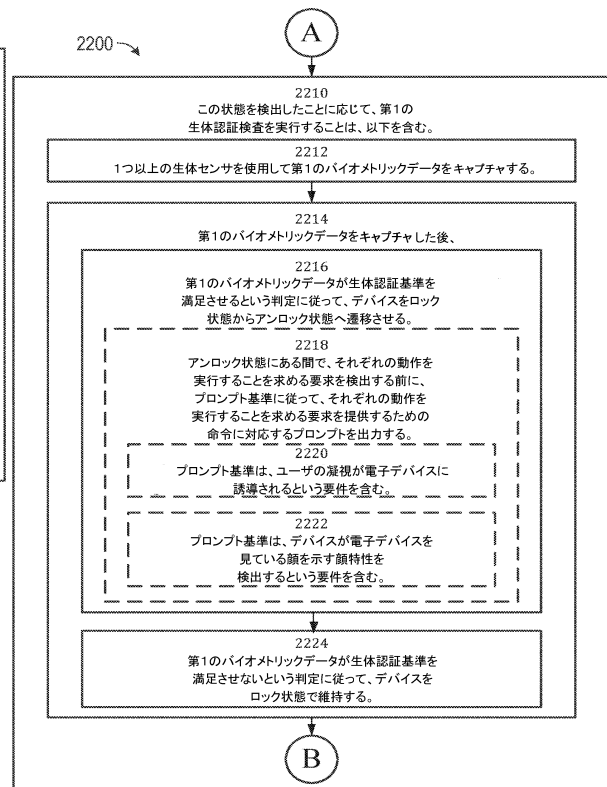 A
2200
2210
この状態を検出したことに応じて、第1の
生体認証検査を実行することは、以下を含む。
2212
1つ以上の生体センサを使用して第1のバイオメトリックデータをキャプチャする。
2214
第1のバイオメトリックデータをキャプチャした後、
2216
第1のバイオメトリックデータが生体認証基準を
満足させるという判定に従って、デバイスをロック
状態からアンロック状態へ遷移させる。
2218
アンロック状態にある間で、それぞれの動作を
実行することを求める要求を検出する前に、
プロンプト基準に従って、それぞれの動作を
実行することを求める要求を提供するための
命令に対応するプロンプトを出力する。
2220
プロンプト基準は、ユーザの凝視が電子デバイスに
誘導されるという要件を含む。
2222
プロンプト基準は、デバイスが電子デバイスを
見ている顔を示す顔特性を
検出するという要件を含む。
2224
第1のバイオメトリックデータが生体認証基準を
満足させないという判定に従って、デバイスを
ロック状態で維持する。
B